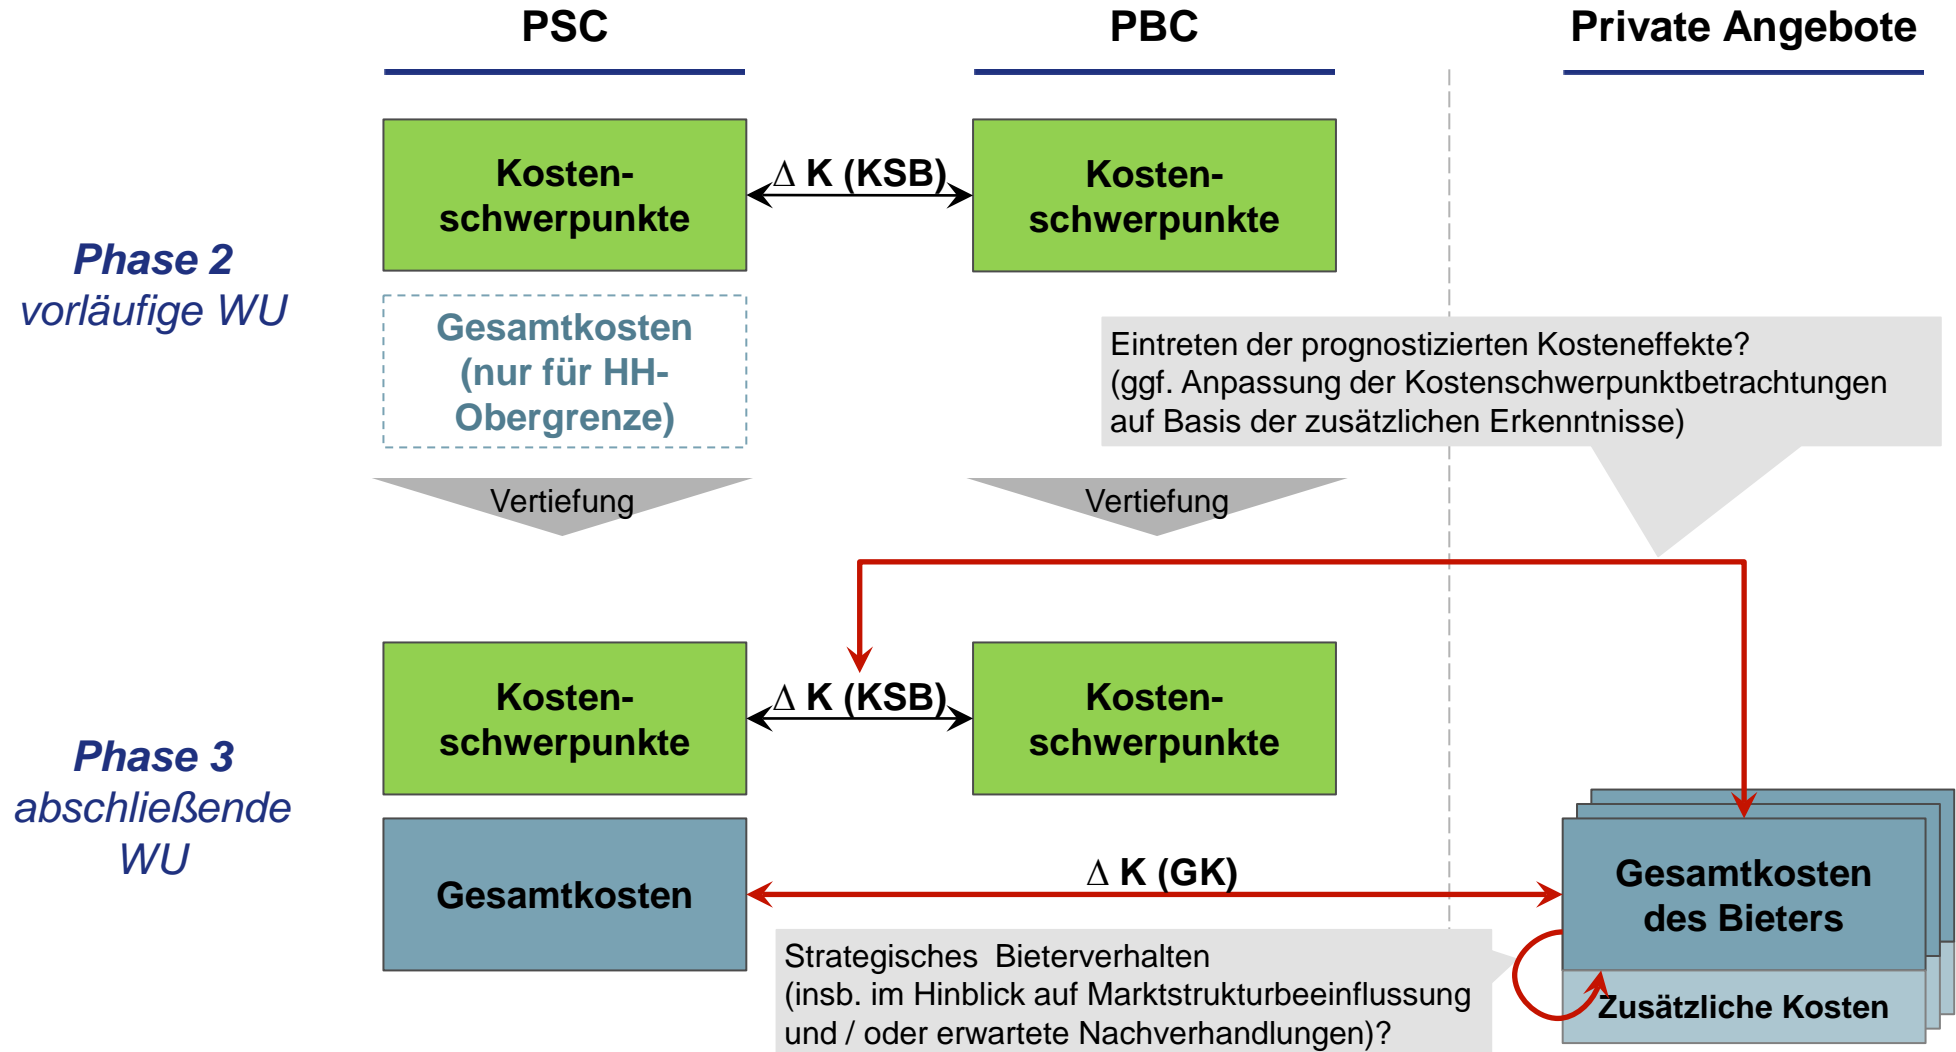 PSC
PBC
Private Angebote
Kosten-
schwerpunkte
Δ K (KSB)
Kosten-
schwerpunkte
Phase 2
vorläufige WU
Gesamtkosten
(nur für HH-
Obergrenze)
Eintreten der prognostizierten Kosteneffekte?
(ggf. Anpassung der Kostenschwerpunktbetrachtungen
auf Basis der zusätzlichen Erkenntnisse)
Vertiefung
Vertiefung
Kosten-
schwerpunkte
Δ K (KSB)
Kosten-
schwerpunkte
Phase 3
abschließende
WU
Gesamtkosten
Δ K (GK)
Gesamtkosten
des Bieters
Strategisches Bieterverhalten
(insb. im Hinblick auf Marktstrukturbeeinflussung
und / oder erwartete Nachverhandlungen)?
Zusätzliche Kosten